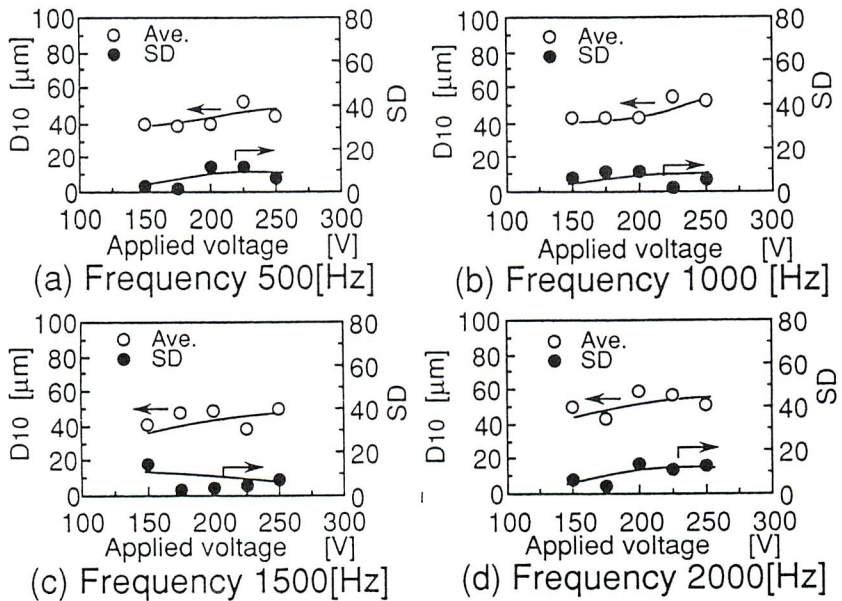 100
80
60
40
20
0
D10 [μm]
Ave.
SD
80
60
40
20
0
SD
100 150 200 250 300
Applied voltage [V]
(a) Frequency 500[Hz]
100
80
60
40
20
0
D10 [μm]
Ave.
SD
80
60
40
20
0
SD
100 150 200 250 300
Applied voltage [V]
(b) Frequency 1000 [Hz]
100
80
60
40
20
0
D10 [μm]
Ave.
SD
80
60
40
20
0
SD
100 150 200 250 300
Applied voltage [V]
(c) Frequency 1500[Hz]
100
80
60
40
20
0
D10 [μm]
Ave.
SD
80
60
40
20
0
SD
100 150 200 250 300
Applied voltage [V]
(d) Frequency 2000[Hz]